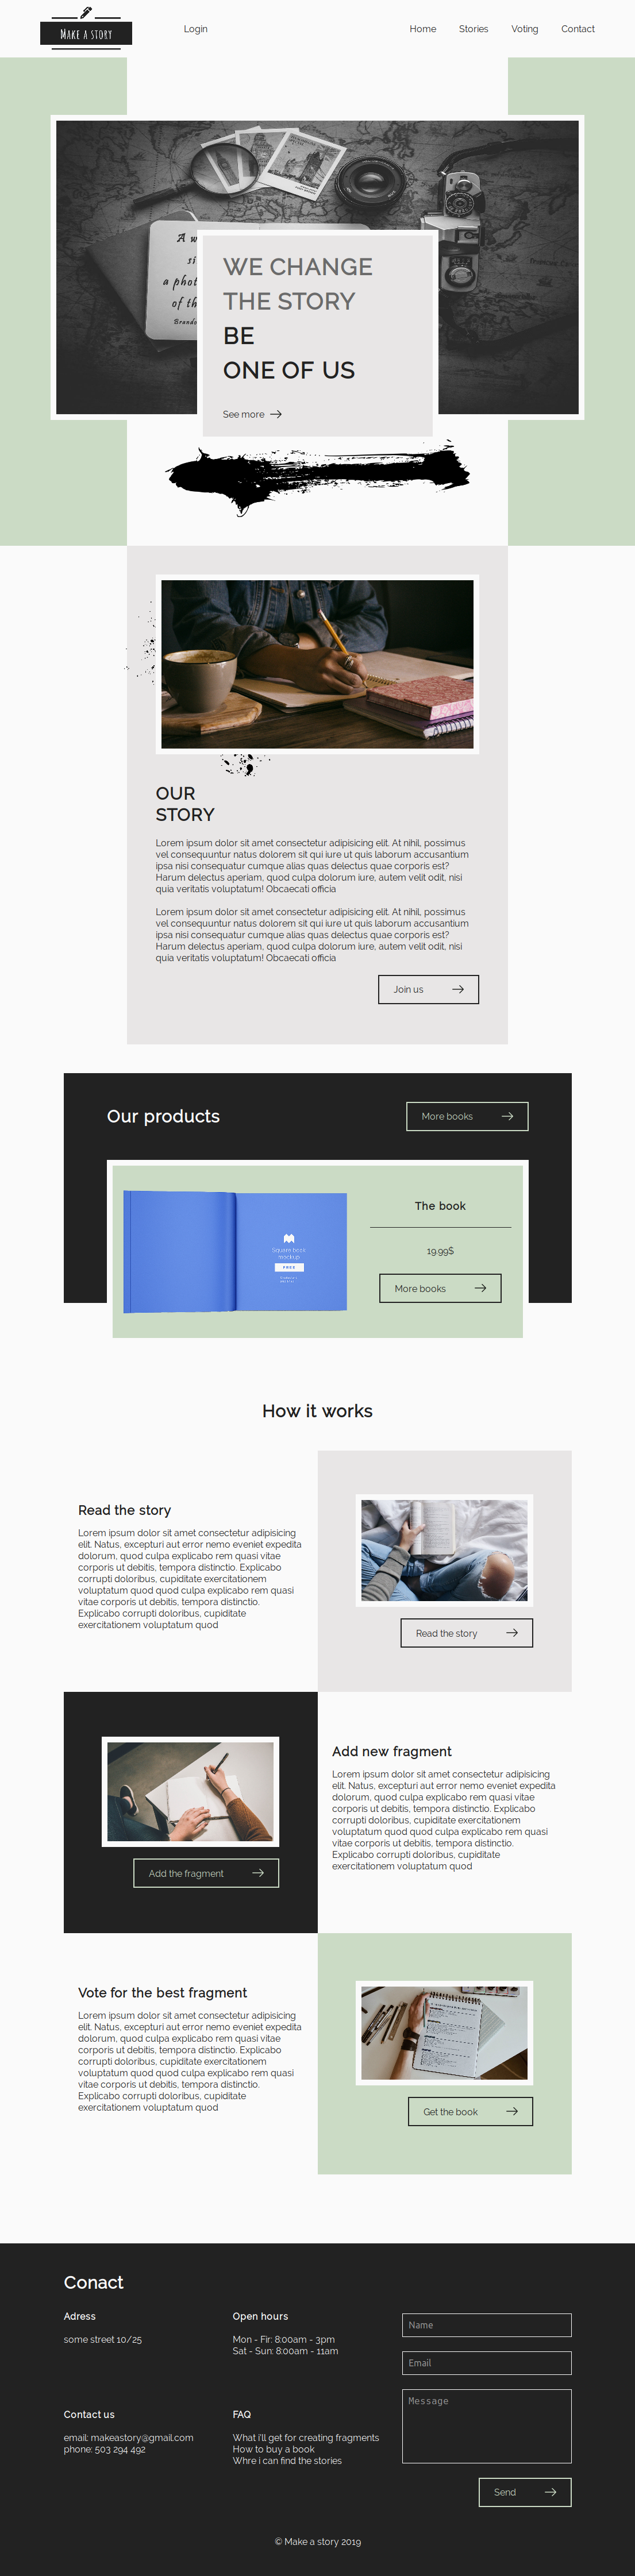 MAKE A STORY
Login
Home
Stories
Voting
Contact
A w
si
a photo
of th
Brando
WE CHANGE
THE STORY
BE
ONE OF US
See more
OUR
STORY
Lorem ipsum dolor sit amet consectetur adipisicing elit. At nihil, possimus
vel consequuntur natus dolorem sit qui iure ut quis laborum accusantium
ipsa nisi consequatur cumque alias quas delectus quae corporis est?
Harum delectus aperiam, quod culpa dolorum iure, autem velit odit, nisi
quia veritatis voluptatum! Obcaecati officia
Lorem ipsum dolor sit amet consectetur adipisicing elit. At nihil, possimus
vel consequuntur natus dolorem sit qui iure ut quis laborum accusantium
ipsa nisi consequatur cumque alias quas delectus quae corporis est?
Harum delectus aperiam, quod culpa dolorum iure, autem velit odit, nisi
quia veritatis voluptatum! Obcaecati officia
Join us
Our products
More books
Square book
mockup
FREE
The book
19.99$
More books
How it works
Read the story
Lorem ipsum dolor sit amet consectetur adipisicing
elit. Natus, excepturi aut error nemo eveniet expedita
dolorum, quod culpa explicabo rem quasi vitae
corporis ut debitis, tempora distinctio. Explicabo
corrupti doloribus, cupiditate exercitationem
voluptatum quod quod culpa explicabo rem quasi
vitae corporis ut debitis, tempora distinctio.
Explicabo corrupti doloribus, cupiditate
exercitationem voluptatum quod
Read the story
Add the fragment
Add new fragment
Lorem ipsum dolor sit amet consectetur adipisicing
elit. Natus, excepturi aut error nemo eveniet expedita
dolorum, quod culpa explicabo rem quasi vitae
corporis ut debitis, tempora distinctio. Explicabo
corrupti doloribus, cupiditate exercitationem
voluptatum quod quod culpa explicabo rem quasi
vitae corporis ut debitis, tempora distinctio.
Explicabo corrupti doloribus, cupiditate
exercitationem voluptatum quod
Vote for the best fragment
Lorem ipsum dolor sit amet consectetur adipisicing
elit. Natus, excepturi aut error nemo eveniet expedita
dolorum, quod culpa explicabo rem quasi vitae
corporis ut debitis, tempora distinctio. Explicabo
corrupti doloribus, cupiditate exercitationem
voluptatum quod quod culpa explicabo rem quasi
vitae corporis ut debitis, tempora distinctio.
Explicabo corrupti doloribus, cupiditate
exercitationem voluptatum quod
Get the book
Conact
Adress
some street 10/25
Open hours
Mon - Fir: 8:00am - 3pm
Sat - Sun: 8:00am - 11am
Contact us
email: makeastory@gmail.com
phone: 503 294 492
FAQ
What i'll get for creating fragments
How to buy a book
Whre i can find the stories
Name
Email
Message
Send
© Make a story 2019